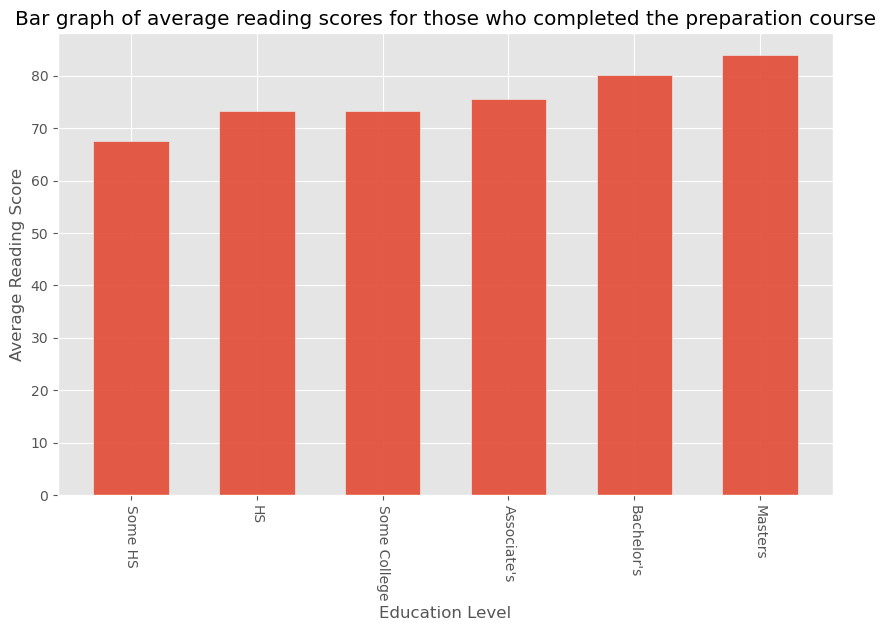 Bar graph of average reading scores for those who completed the preparation course
Average Reading Score
80
70
60
50
40
30
20
10
0
Some HS
HS
Some College
Associate's
Bachelor's
Masters
Education Level